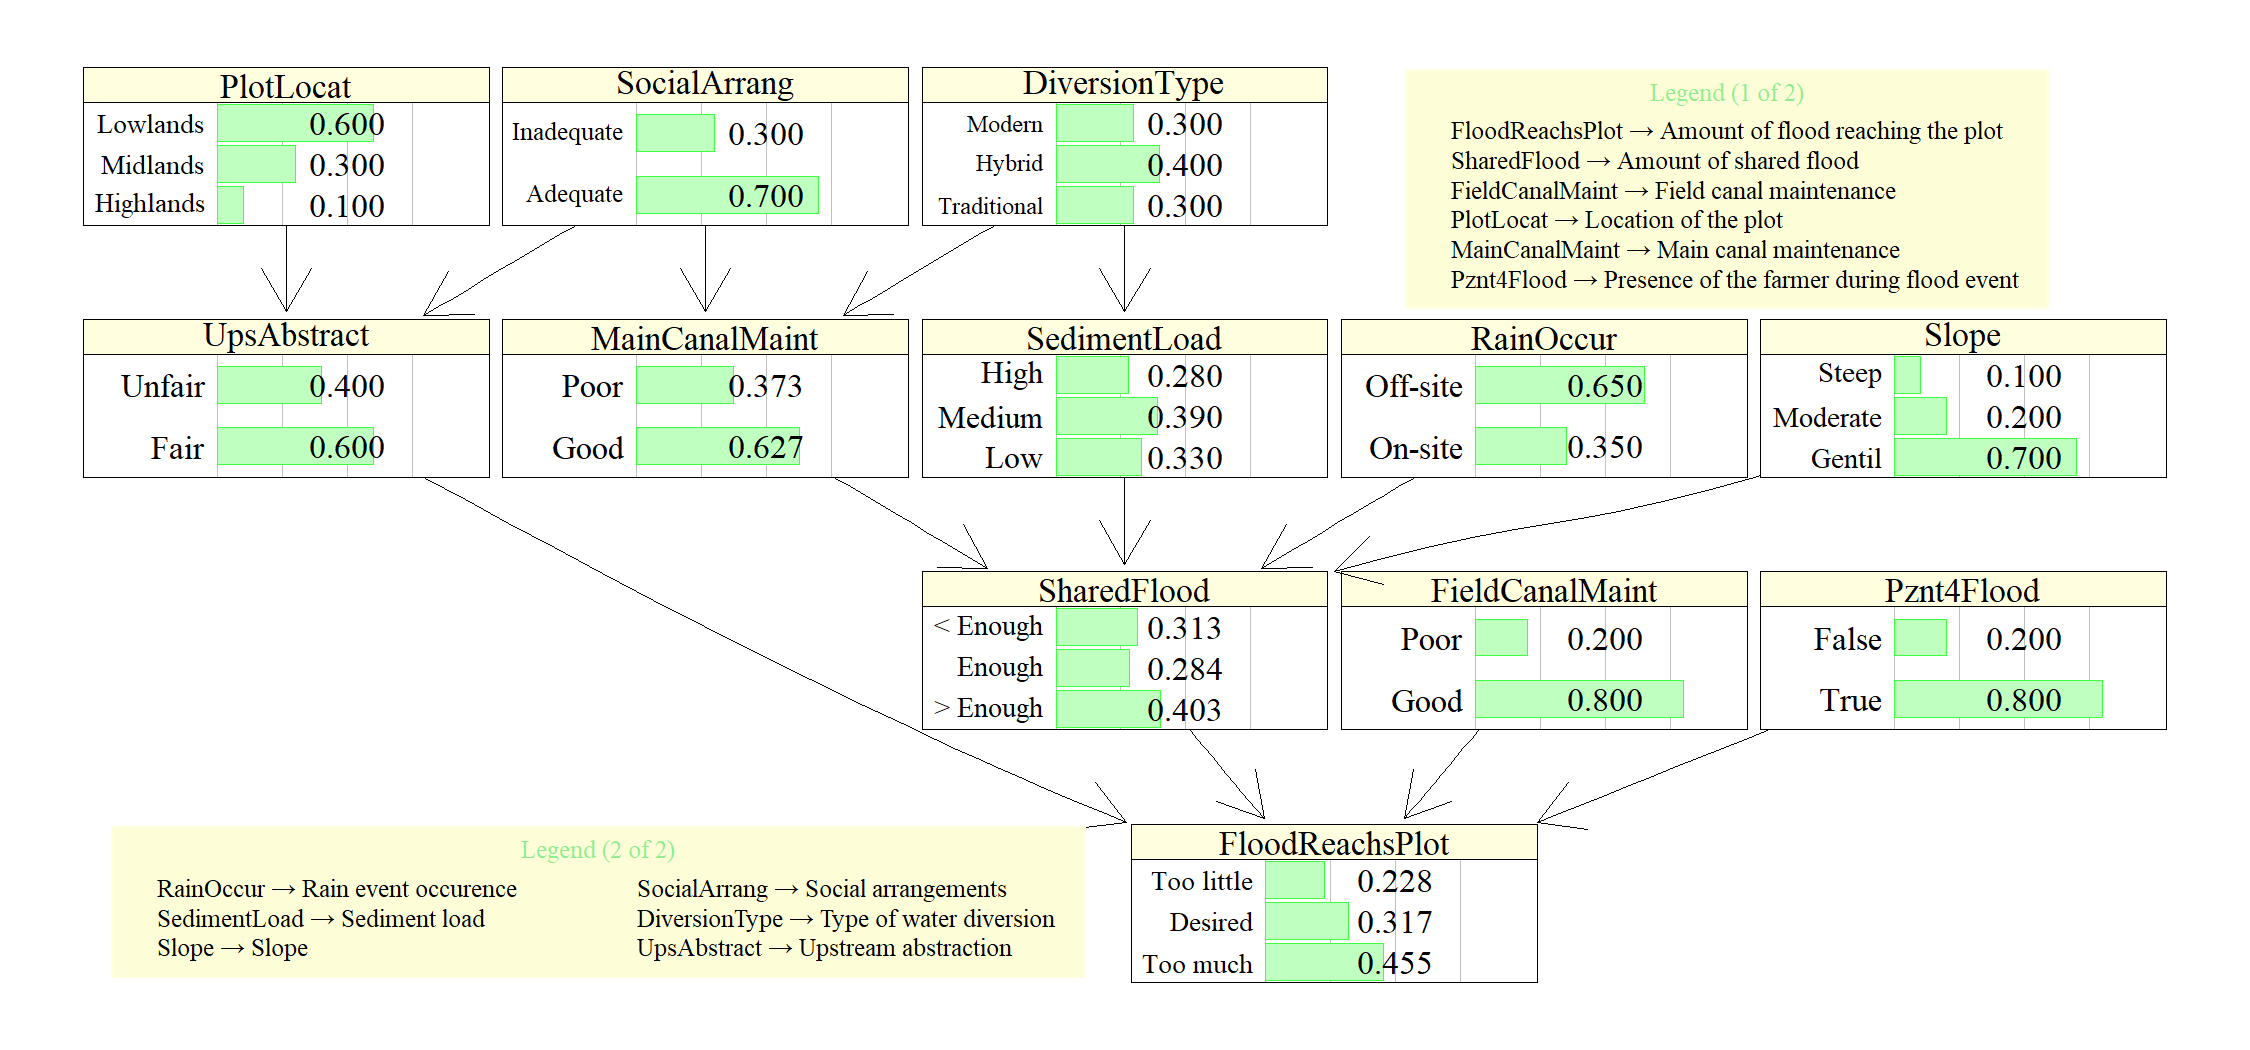 PlotLocat
Lowlands 0.600
Midlands 0.300
Highlands 0.100
SocialArrang
Inadequate 0.300
Adequate 0.700
DiversionType
Modern 0.300
Hybrid 0.400
Traditional 0.300
Legend (1 of 2)
FloodReachsPlot → Amount of flood reaching the plot
SharedFlood → Amount of shared flood
FieldCanalMaint → Field canal maintenance
PlotLocat → Location of the plot
MainCanalMaint → Main canal maintenance
Pznt4Flood → Presence of the farmer during flood event
UpsAbstract
Unfair 0.400
Fair 0.600
MainCanalMaint
Poor 0.373
Good 0.627
SedimentLoad
High 0.280
Medium 0.390
Low 0.330
RainOccur
Off-site 0.650
On-site 0.350
Slope
Steep 0.100
Moderate 0.200
Gentil 0.700
SharedFlood
< Enough 0.313
Enough 0.284
> Enough 0.403
FieldCanalMaint
Poor 0.200
Good 0.800
Pznt4Flood
False 0.200
True 0.800
Legend (2 of 2)
RainOccur → Rain event occurence
SedimentLoad → Sediment load
Slope → Slope
SocialArrang → Social arrangements
DiversionType → Type of water diversion
UpsAbstract → Upstream abstraction
FloodReachsPlot
Too little 0.228
Desired 0.317
Too much 0.455